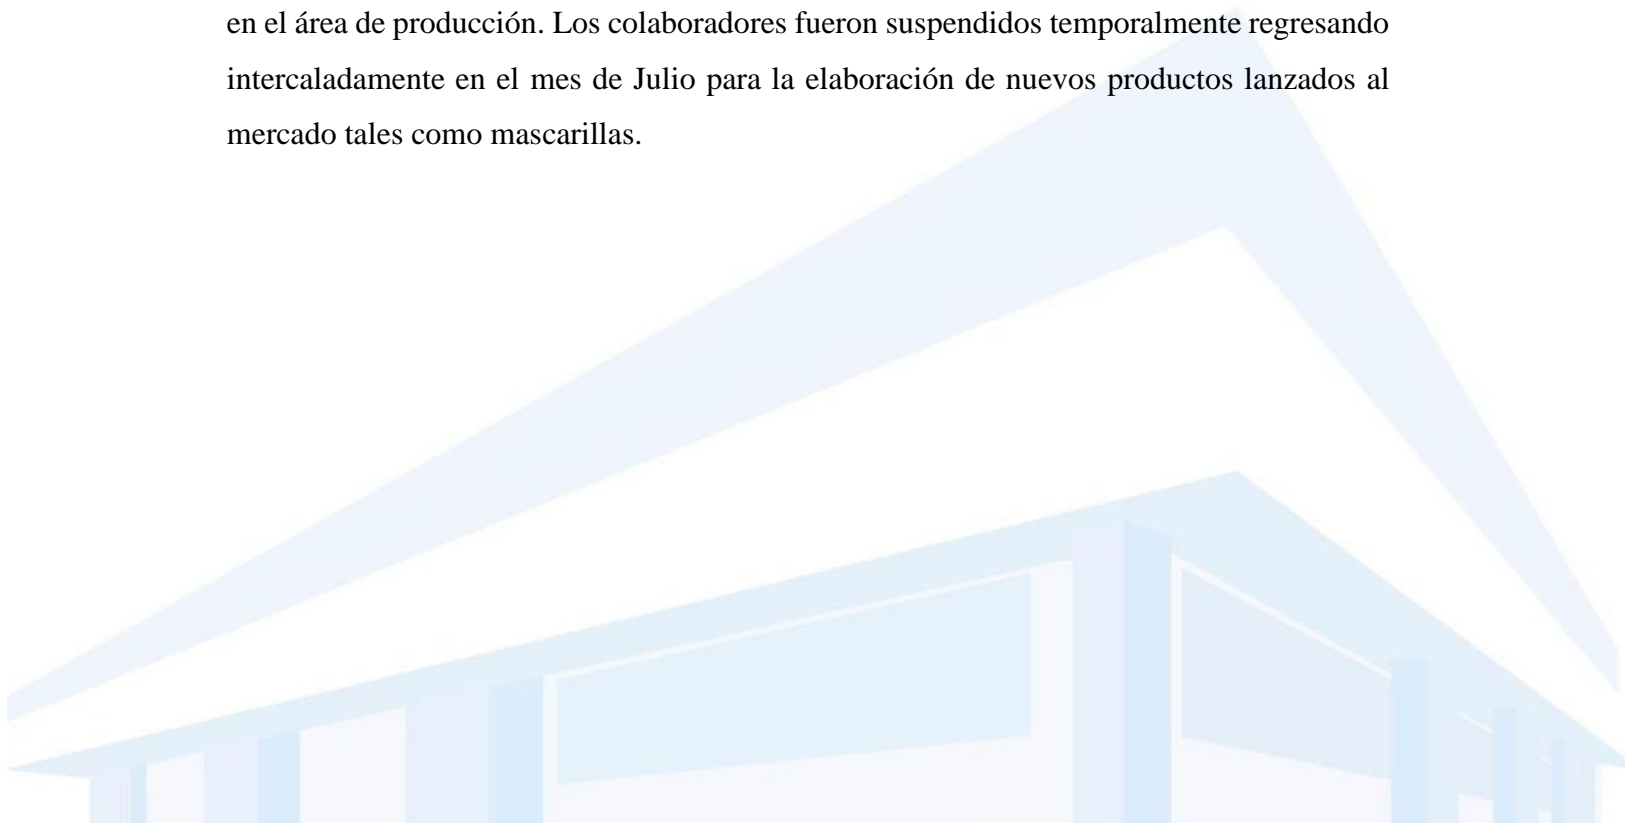 en el área de producción. Los colaboradores fueron suspendidos temporalmente regresando
intercaladamente en el mes de Julio para la elaboración de nuevos productos lanzados al
mercado tales como mascarillas.